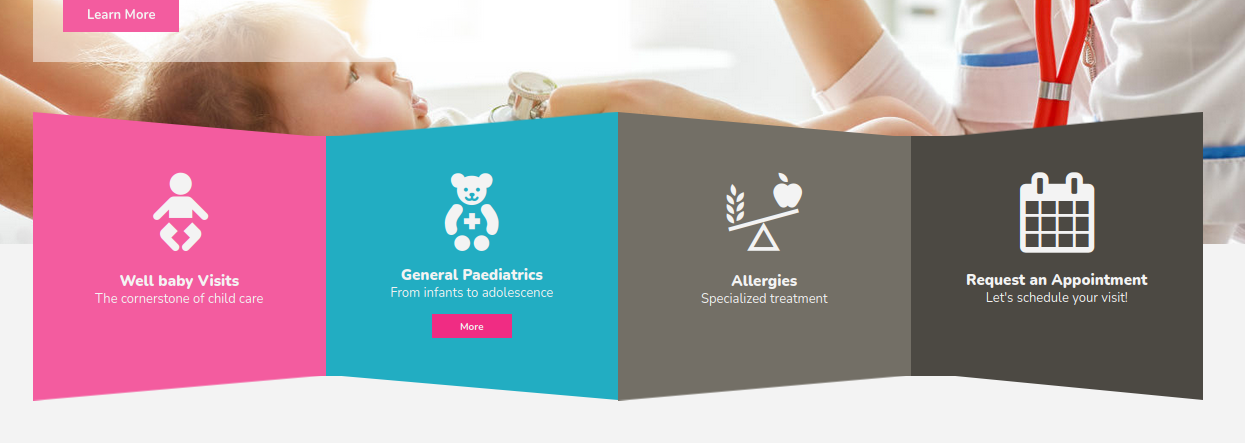 Learn More
Well baby Visits
The cornerstone of child care
General Paediatrics
From infants to adolescence
More
Allergies
Specialized treatment
Request an Appointment
Let's schedule your visit!